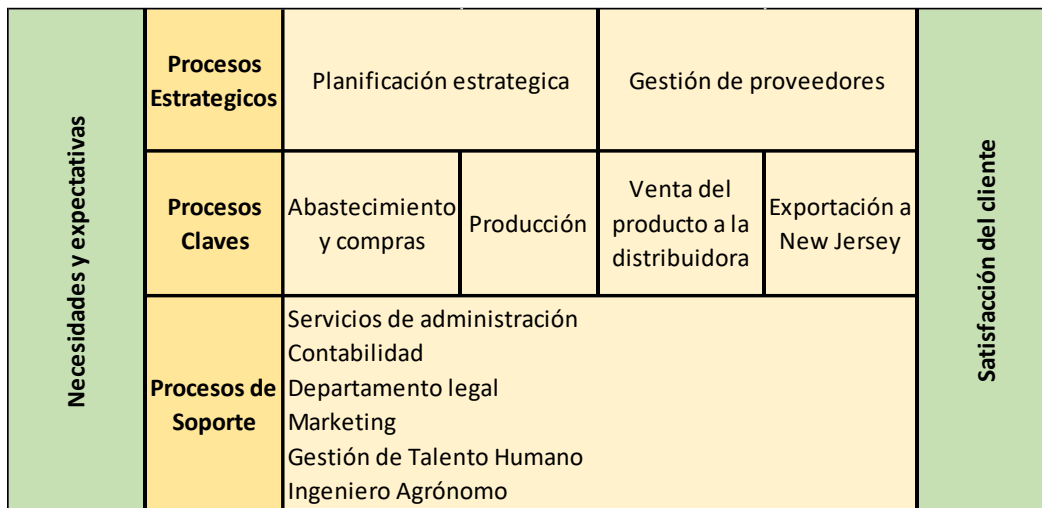 Necesidades y expectativas
Procesos
Estrategicos
Planificación estrategica
Gestión de proveedores
Procesos
Claves
Abastecimiento
y compras
Producción
Venta del
producto a la
distribuidora
Exportación a
New Jersey
Procesos de
Soporte
Servicios de administración
Contabilidad
Departamento legal
Marketing
Gestión de Talento Humano
Ingeniero Agrónomo
Satisfacción del cliente